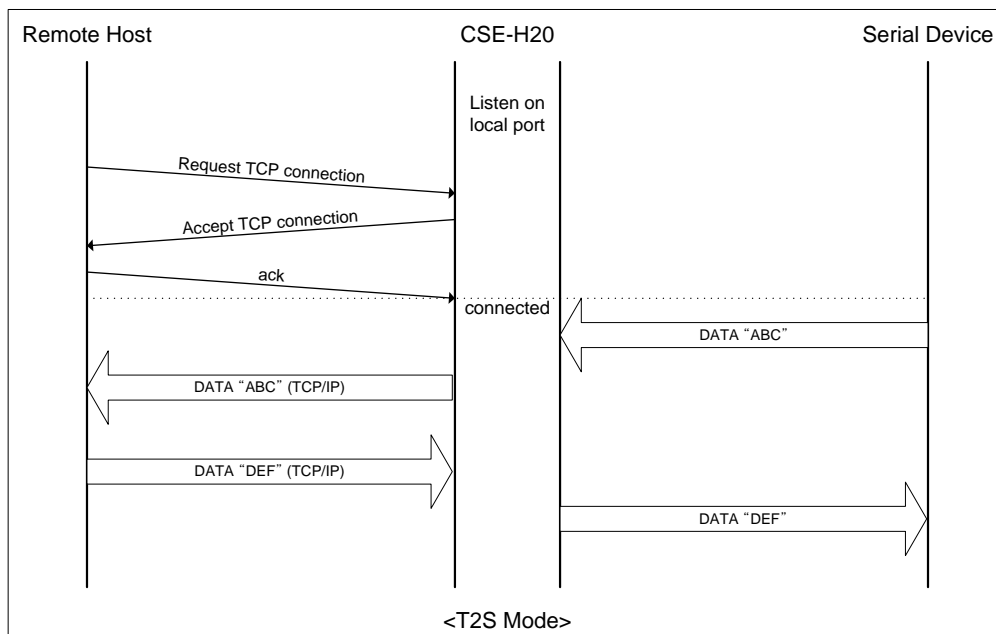 Remote Host
CSE-H20
Serial Device
Listen on
local port
Request TCP connection
Accept TCP connection
ack
connected
DATA “ABC”
DATA “ABC” (TCP/IP)
DATA “DEF” (TCP/IP)
DATA “DEF”
<T2S Mode>